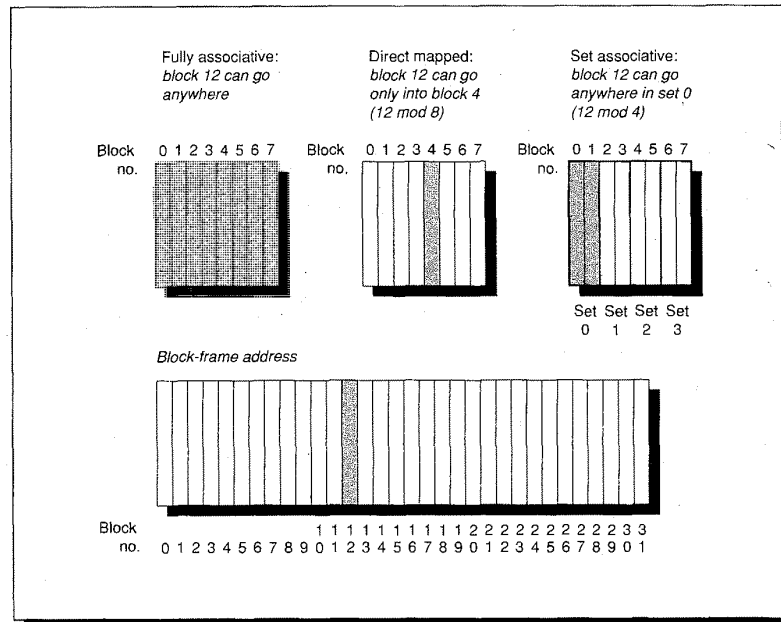 Fully associative:
block 12 can go
anywhere
Direct mapped:
block 12 can go
only into block 4
(12 mod 8)
Set associative:
block 12 can go
anywhere in set 0
(12 mod 4)
Block
no.
0 1 2 3 4 5 6 7
Block
no.
0 1 2 3 4 5 6 7
Block
no.
0 1 2 3 4 5 6 7
Set Set Set Set
0 1 2 3
Block-frame address
Block
no.
1 1 1 1 1 1 1 1 1 1 2 2 2 2 2 2 2 2 2 2 3 3
0 1 2 3 4 5 6 7 8 9 0 1 2 3 4 5 6 7 8 9 0 1 2 3 4 5 6 7 8 9 0 1